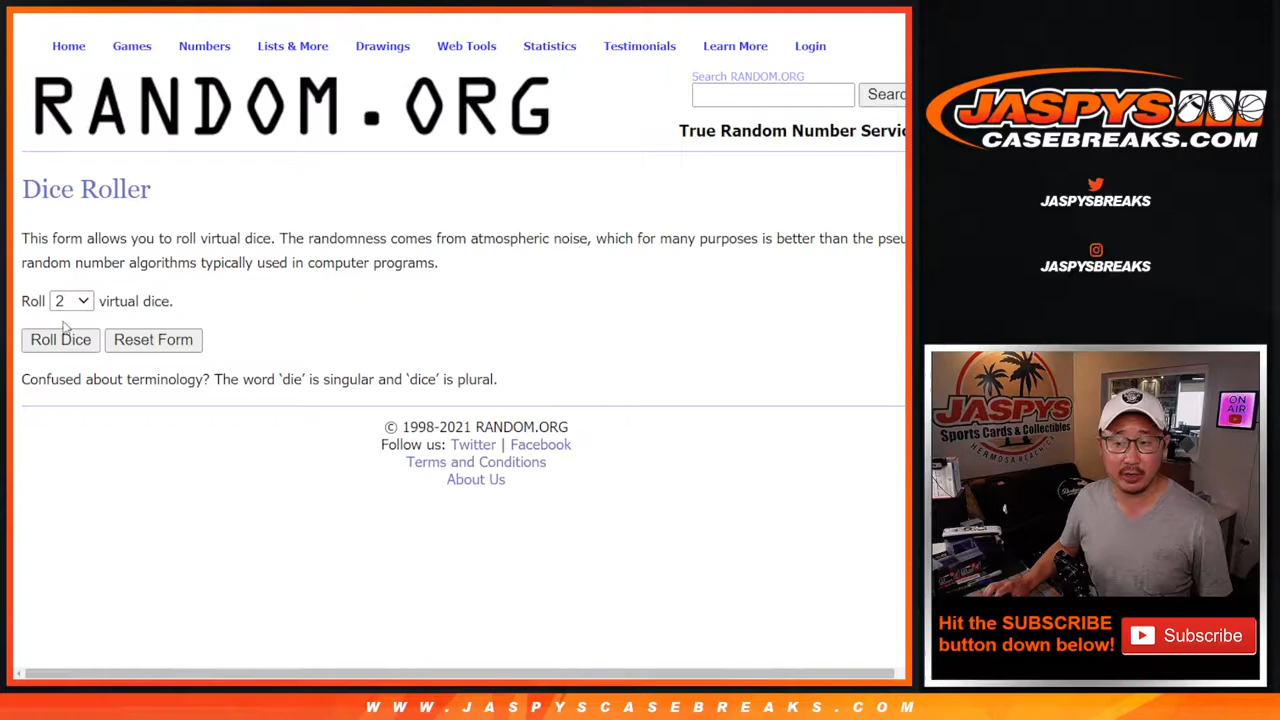 Home Games Numbers Lists & More Drawings Web Tools Statistics Testimonials Learn More Login
RANDOM.ORG
Search RANDOM.ORG
Searc
True Random Number Servic
Dice Roller
This form allows you to roll virtual dice. The randomness comes from atmospheric noise, which for many purposes is better than the pseu
random number algorithms typically used in computer programs.
Roll 2 virtual dice.
Roll Dice Reset Form
Confused about terminology? The word ‘die’ is singular and ‘dice’ is plural.
© 1998-2021 RANDOM.ORG
Follow us: Twitter | Facebook
Terms and Conditions
About Us
JASPYS
CASEBREAKS.COM
JASPYSBREAKS
JASPYSBREAKS
JASPYS
Sports Cards & Collectibles
HERMOSA BEACH, CA
ON
AIR
Hit the SUBSCRIBE
button down below!
Subscribe
WWW.JASPYSCASEBREAKS.COM